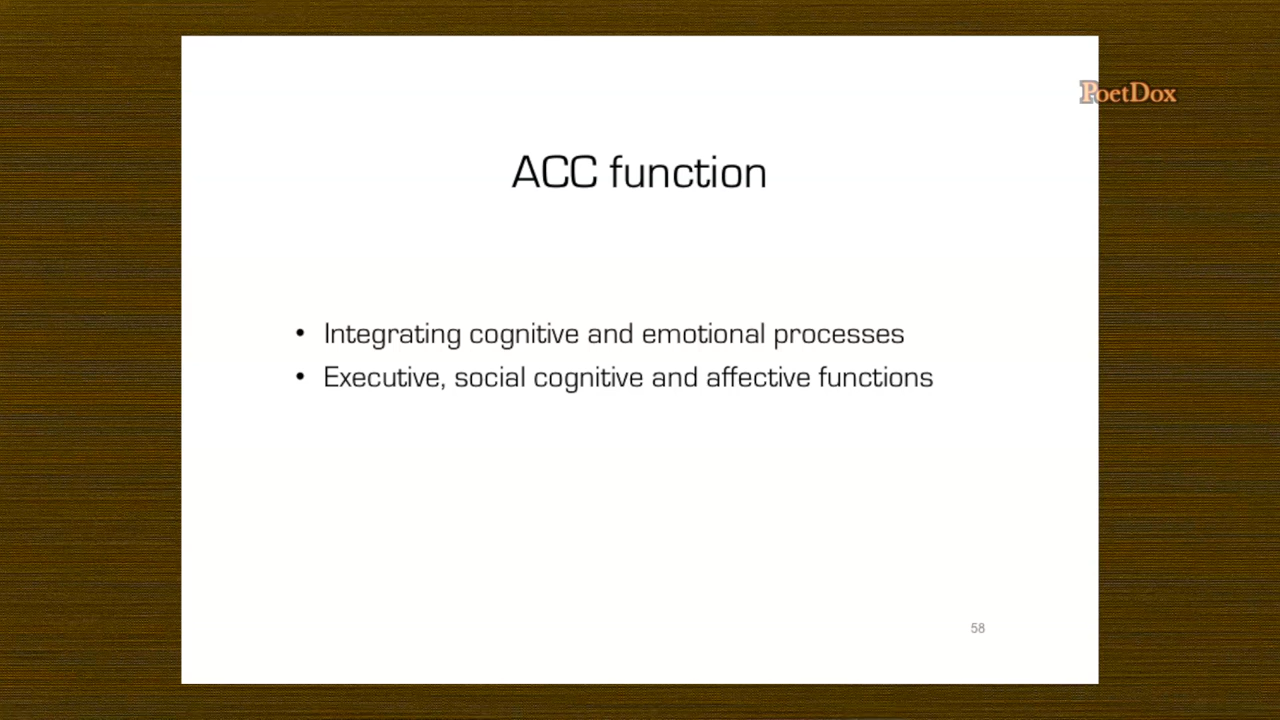 PoetDox
ACC function
• Integrating cognitive and emotional processes
• Executive, social cognitive and affective functions
58